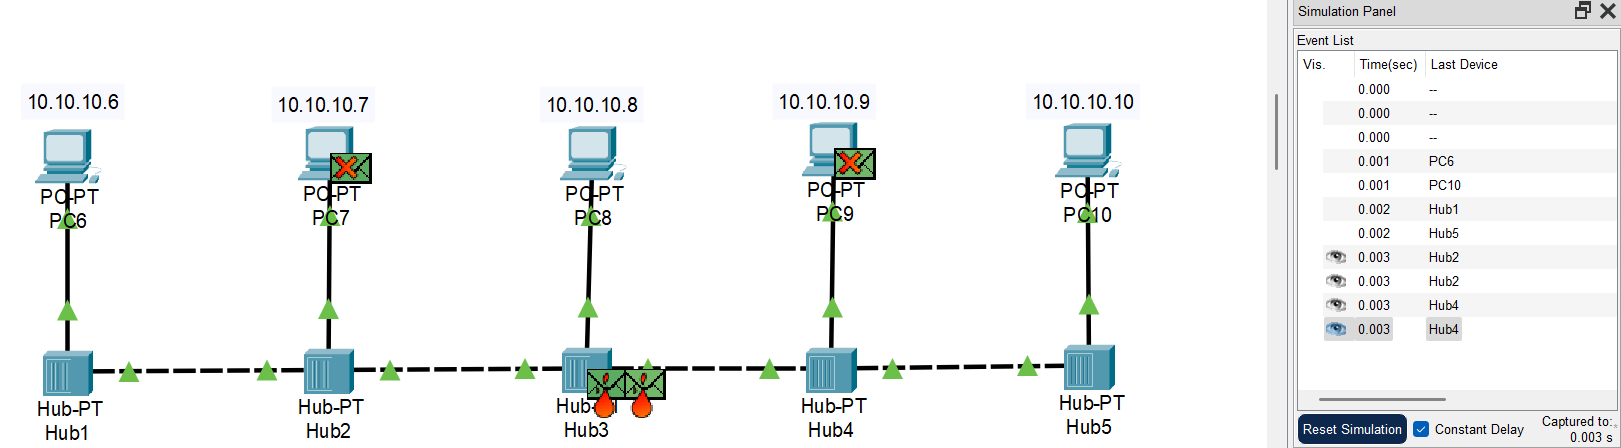 10.10.10.6
10.10.10.7
10.10.10.8
10.10.10.9
10.10.10.10
PC-PT
PC6
PC-PT
PC7
PC-PT
PC8
PC-PT
PC9
PC-PT
PC10
Hub-PT
Hub1
Hub-PT
Hub2
Hub3
Hub-PT
Hub4
Hub-PT
Hub5
Simulation Panel
Event List
Vis. Time(sec) Last Device
0.000 --
0.000 --
0.000 --
0.001 PC6
0.001 PC10
0.002 Hub1
0.002 Hub5
0.003 Hub2
0.003 Hub2
0.003 Hub4
0.003 Hub4
Reset Simulation
Constant Delay
Captured to:
0.003 s